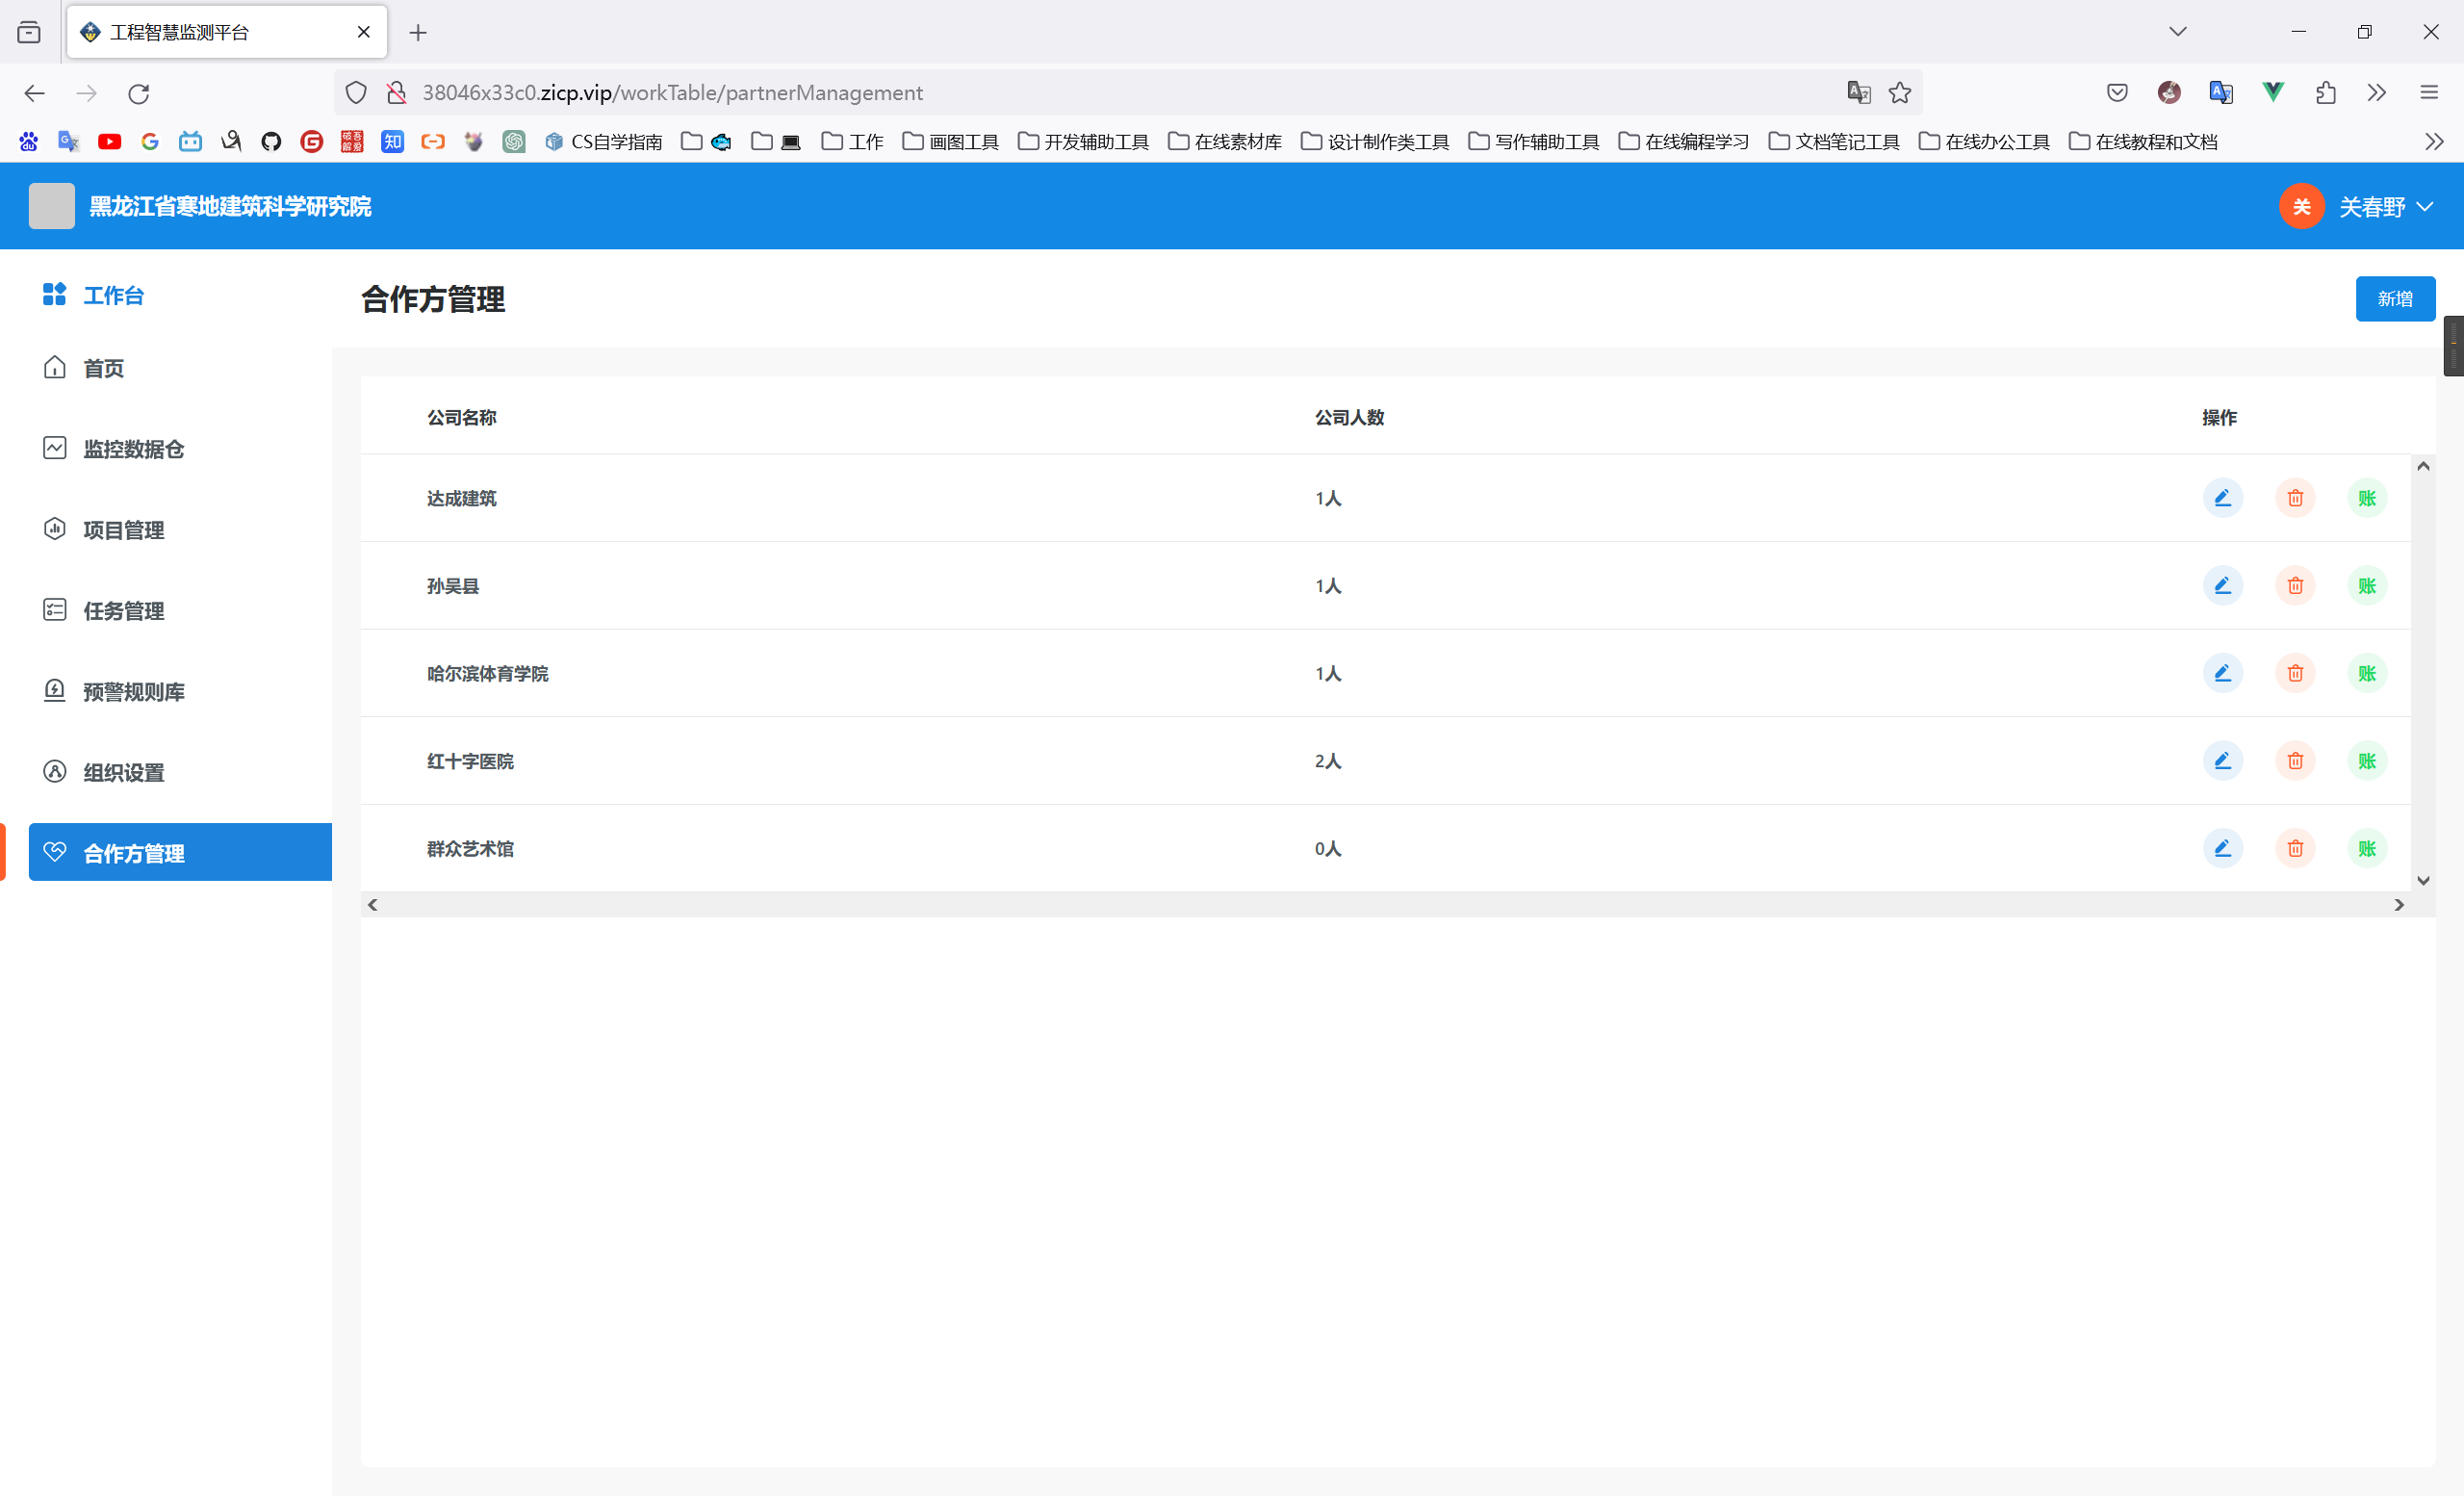 工程智慧监测平台
38046x33c0.zicp.vip/workTable/partnerManagement
CS自学指南 工作 画图工具 开发辅助工具 在线素材库 设计制作类工具 写作辅助工具 在线编程学习 文档笔记工具 在线办公工具 在线教程和文档
黑龙江省寒地建筑科学研究院
关 关春野
工作台
首页
监控数据仓
项目管理
任务管理
预警规则库
组织设置
合作方管理
合作方管理 新增
公司名称 公司人数 操作
达成建筑 1人 账
孙吴县 1人 账
哈尔滨体育学院 1人 账
红十字医院 2人 账
群众艺术馆 0人 账